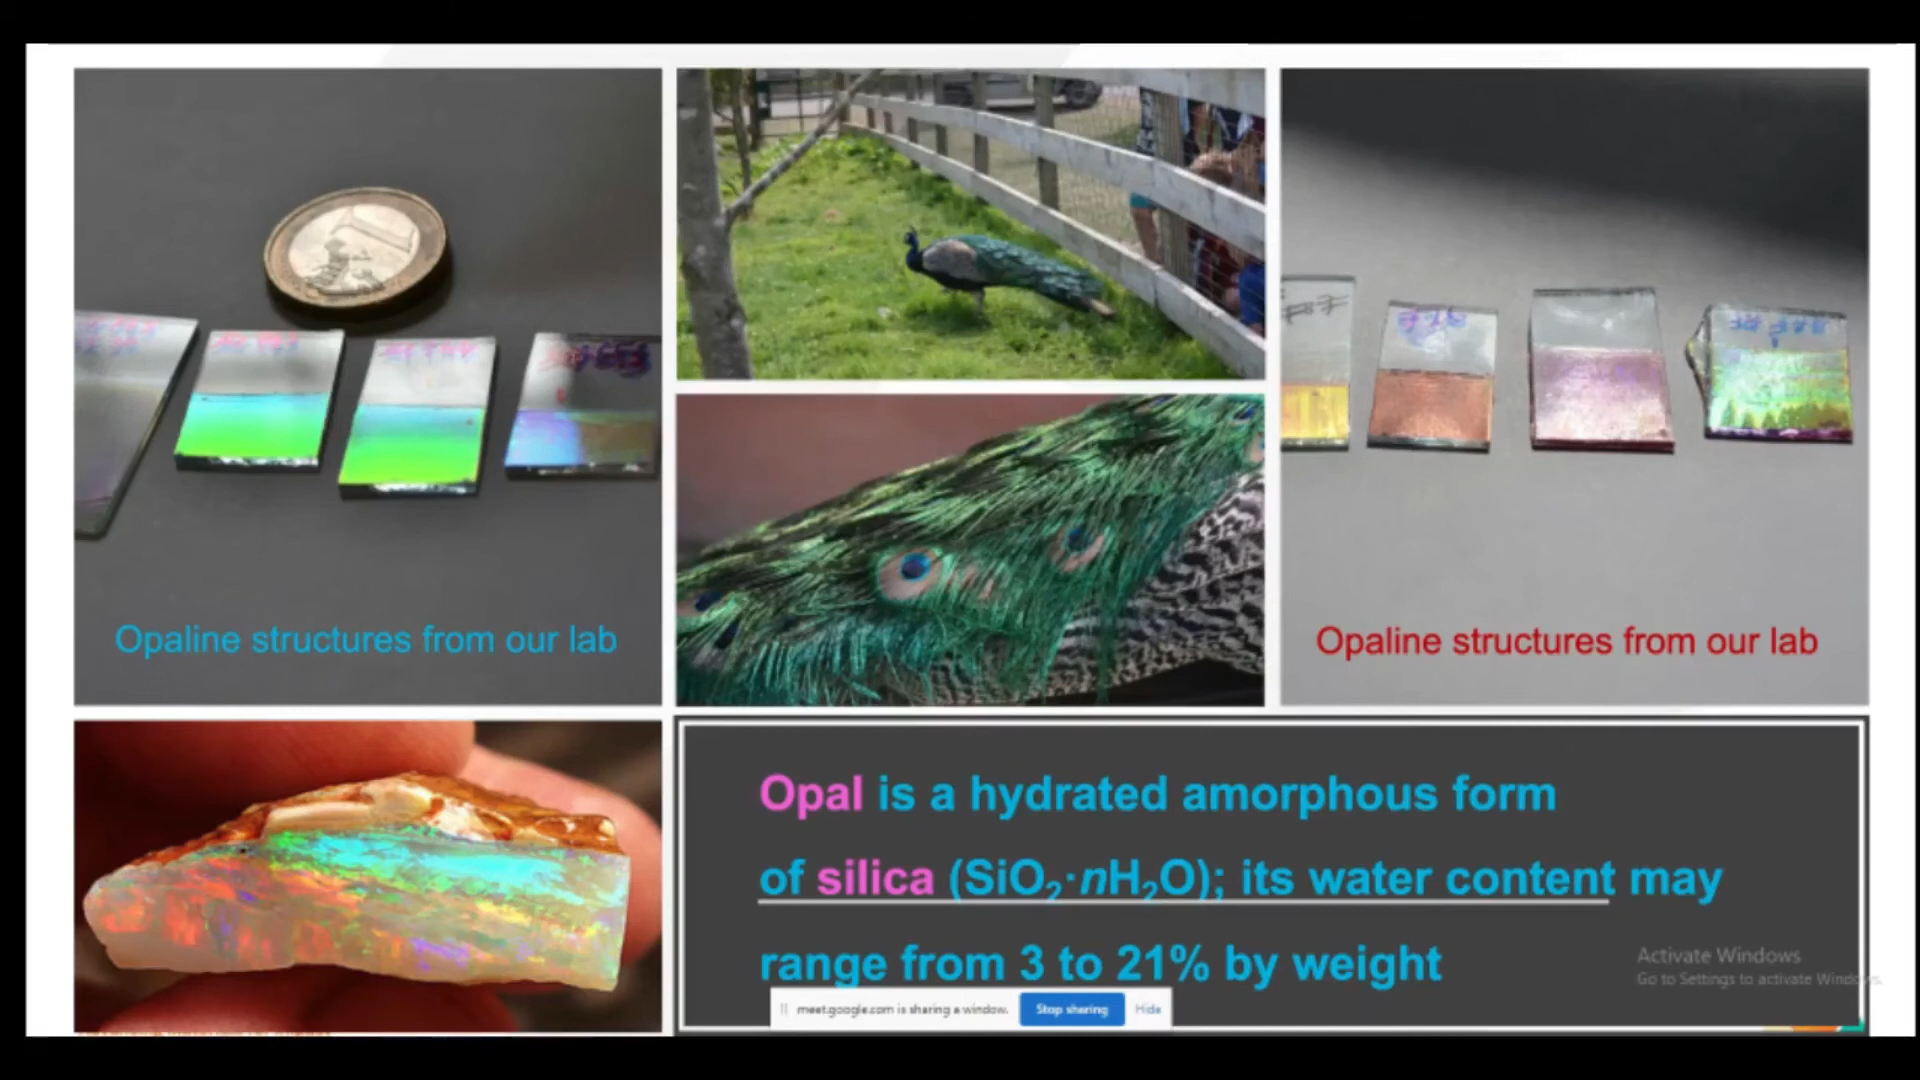 Opaline structures from our lab
Opaline structures from our lab
Opal is a hydrated amorphous form
of silica (SiO₂·nH₂O); its water content may
range from 3 to 21% by weight
Activate Windows
Go to Settings to activate Windows.
meet.google.com is sharing a window.
Stop sharing
Hide